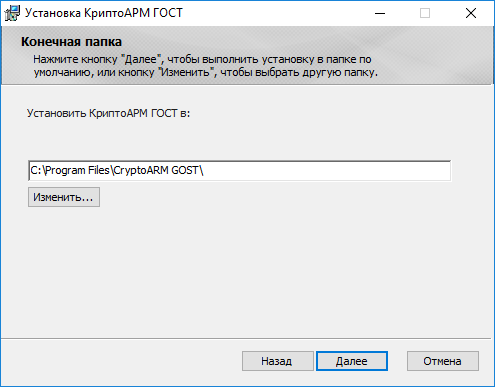 Установка КриптоАРМ ГОСТ
Конечная папка
Нажмите кнопку "Далее", чтобы выполнить установку в папке по
умолчанию, или кнопку "Изменить", чтобы выбрать другую папку.
Установить КриптоАРМ ГОСТ в:
C:\Program Files\CryptoARM GOST\
Изменить...
Назад
Далее
Отмена